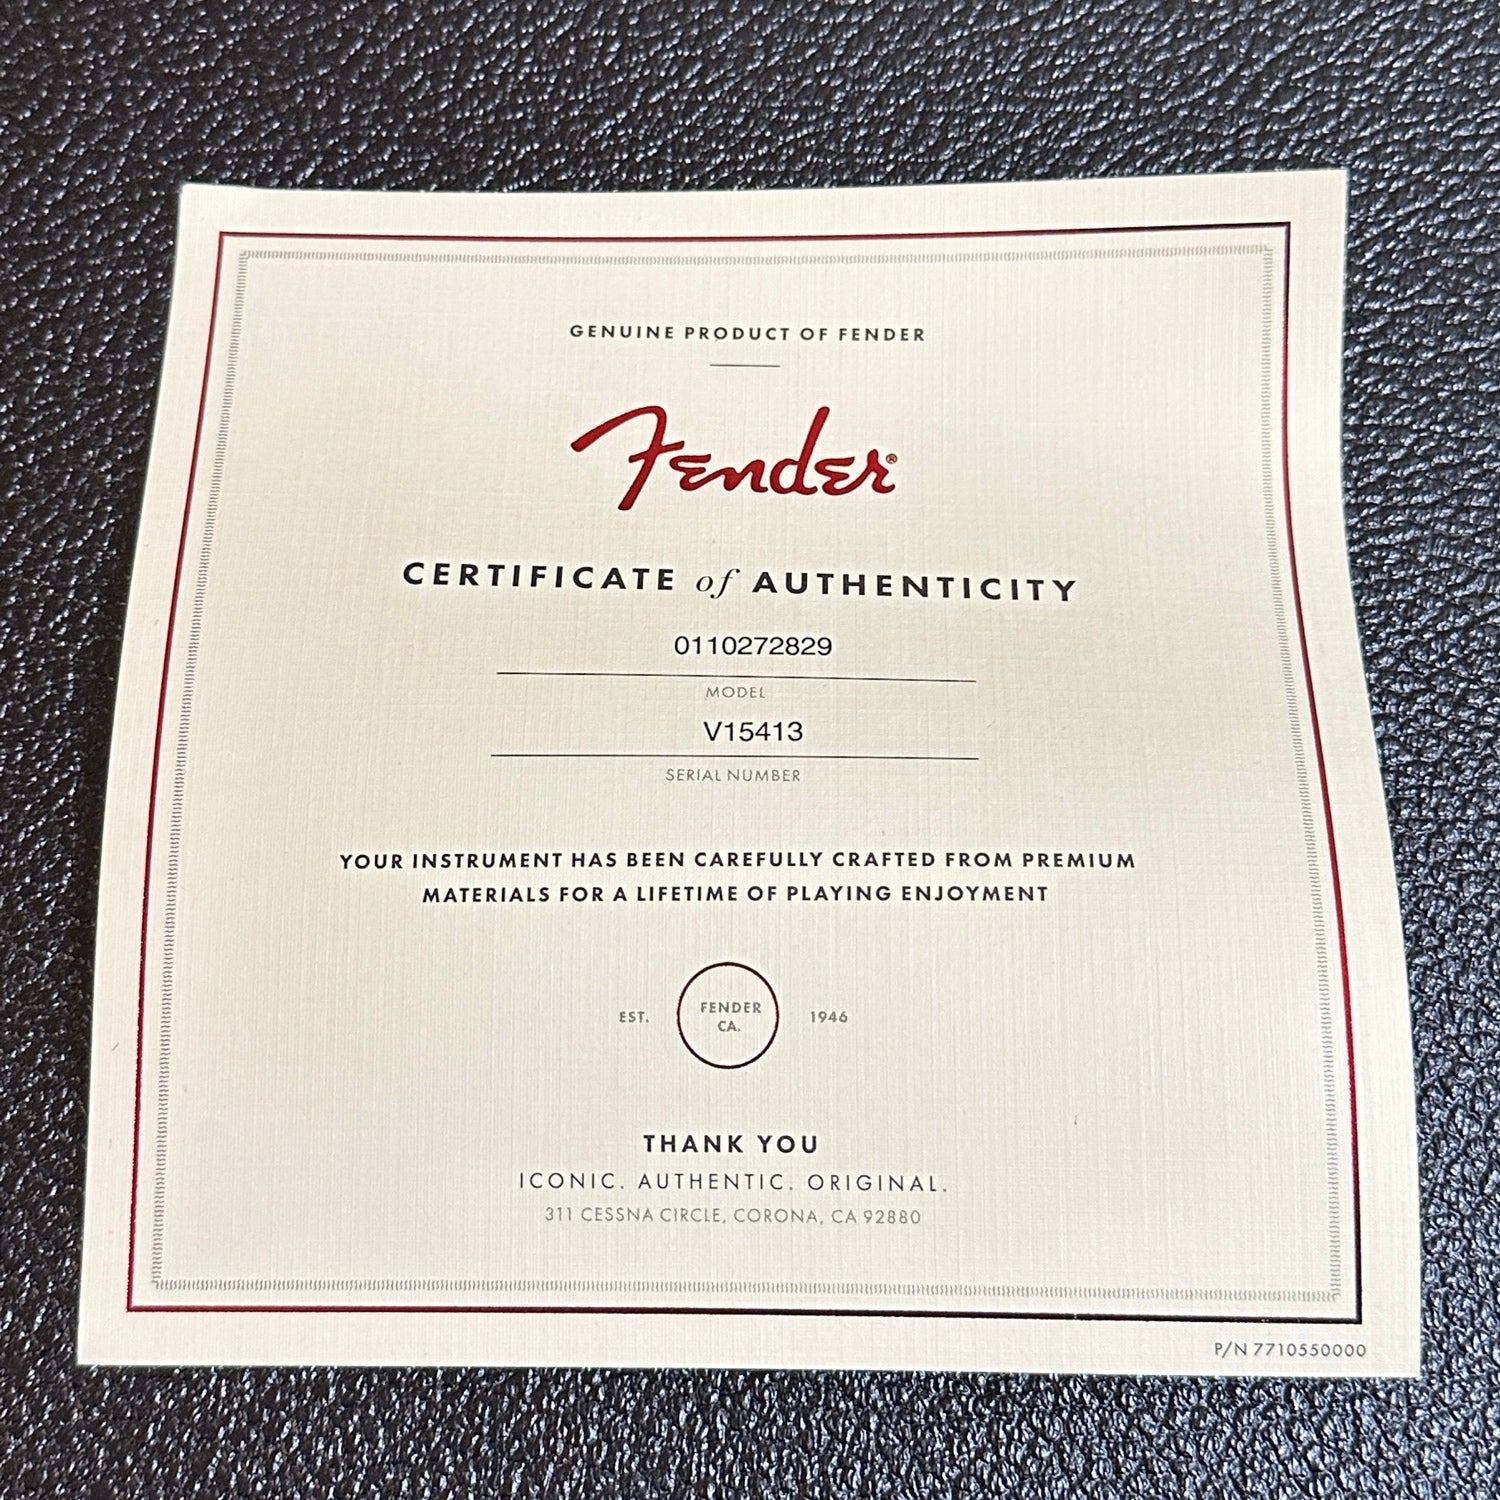 GENUINE PRODUCT OF FENDER
Fender®
CERTIFICATE of AUTHENTICITY
0110272829
MODEL
V15413
SERIAL NUMBER
YOUR INSTRUMENT HAS BEEN CAREFULLY CRAFTED FROM PREMIUM
MATERIALS FOR A LIFETIME OF PLAYING ENJOYMENT
EST. FENDER CA. 1946
THANK YOU
ICONIC. AUTHENTIC. ORIGINAL.
311 CESSNA CIRCLE, CORONA, CA 92880
P/N 7710550000